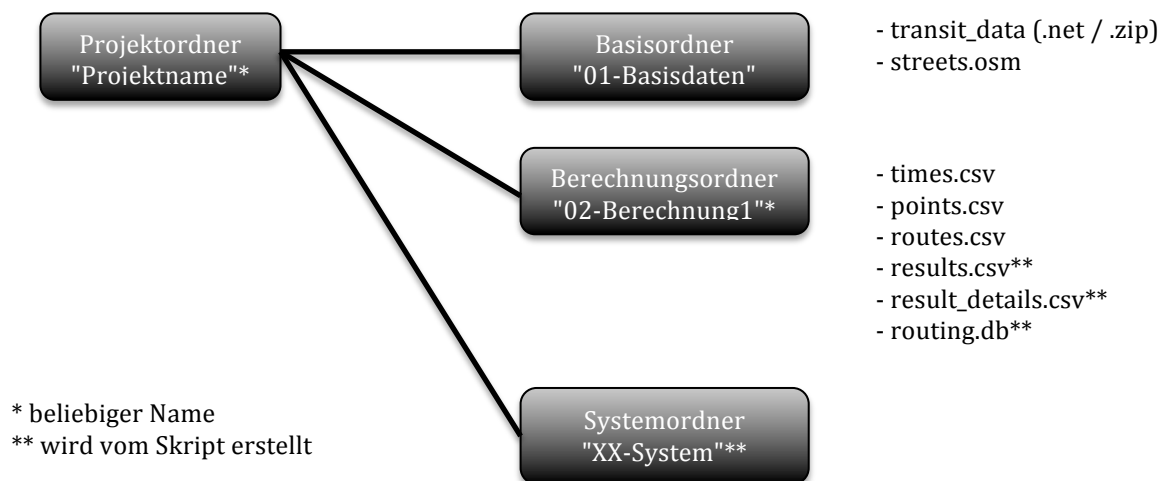 Projektordner
"Projektname"*
Basisordner
"01-Basisdaten"
- transit_data (.net / .zip)
- streets.osm
Berechnungsordner
"02-Berechnung1"*
- times.csv
- points.csv
- routes.csv
- results.csv**
- result_details.csv**
- routing.db**
Systemordner
"XX-System"**
* beliebiger Name
** wird vom Skript erstellt